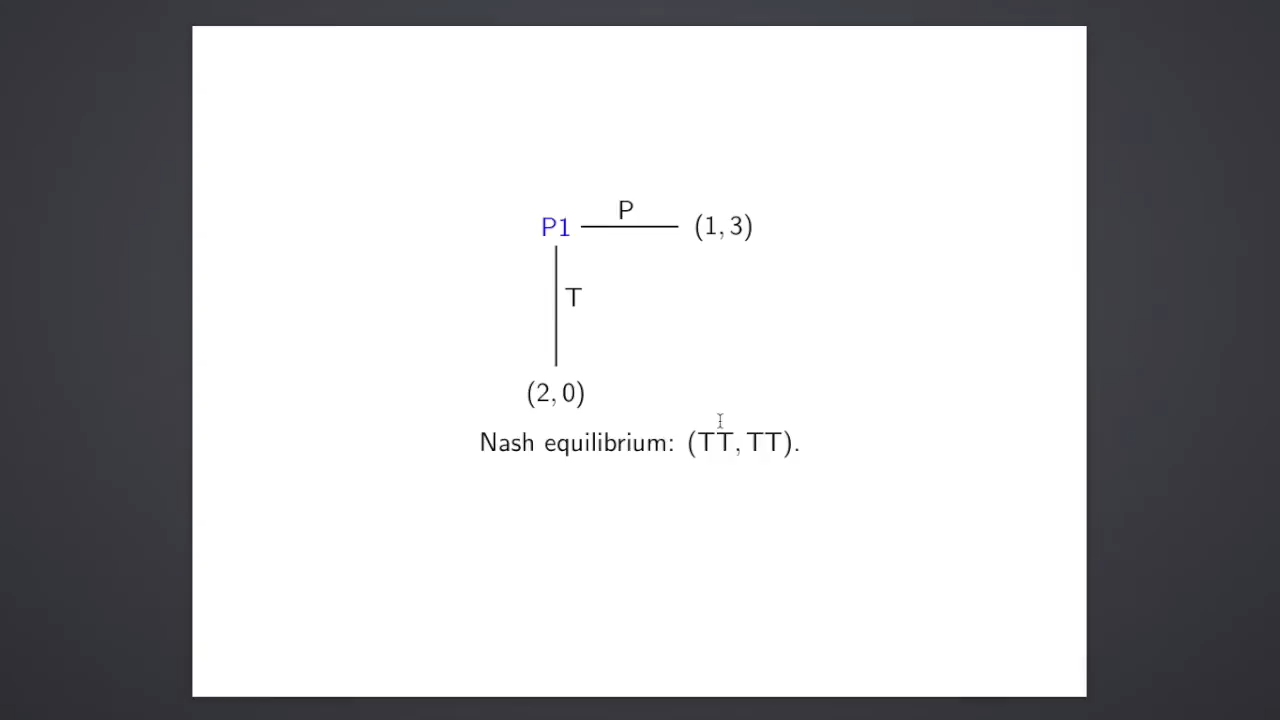 P
P1
(1, 3)
T
(2, 0)
Nash equilibrium: (TT, TT).